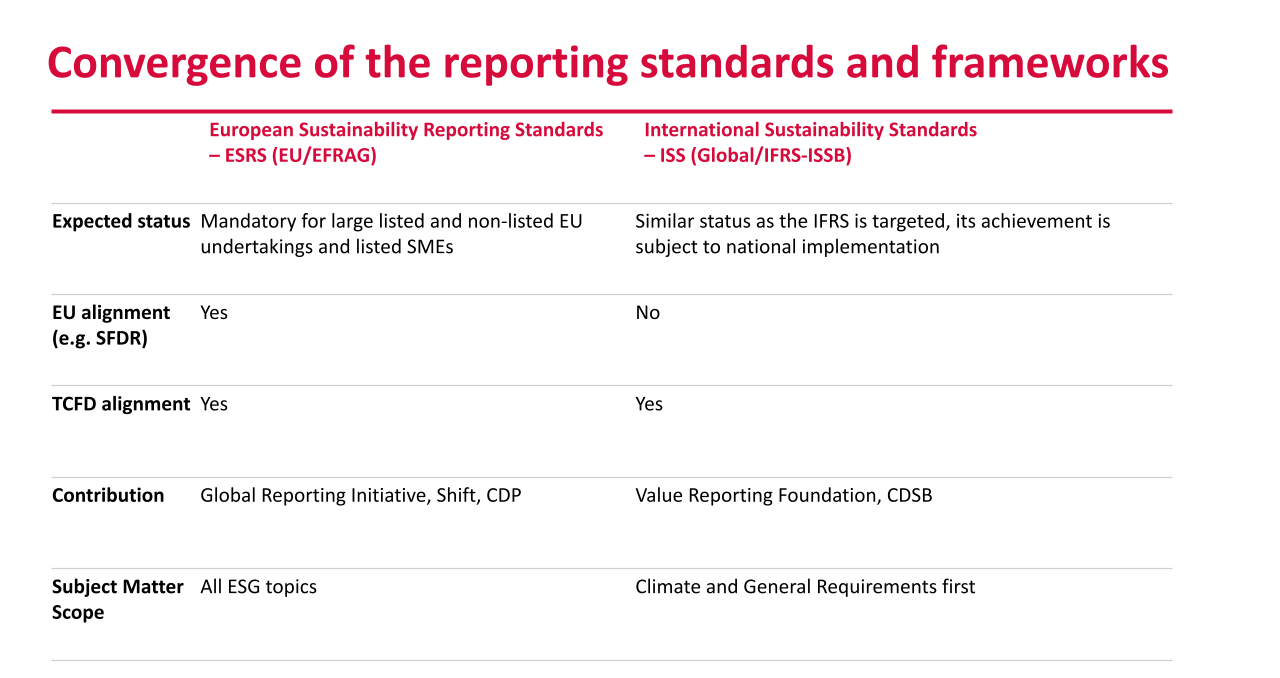 Convergence of the reporting standards and frameworks
European Sustainability Reporting Standards
– ESRS (EU/EFRAG)
International Sustainability Standards
– ISS (Global/IFRS-ISSB)
Expected status
Mandatory for large listed and non-listed EU
undertakings and listed SMEs
Similar status as the IFRS is targeted, its achievement is
subject to national implementation
EU alignment
(e.g. SFDR)
Yes
No
TCFD alignment
Yes
Yes
Contribution
Global Reporting Initiative, Shift, CDP
Value Reporting Foundation, CDSB
Subject Matter
Scope
All ESG topics
Climate and General Requirements first